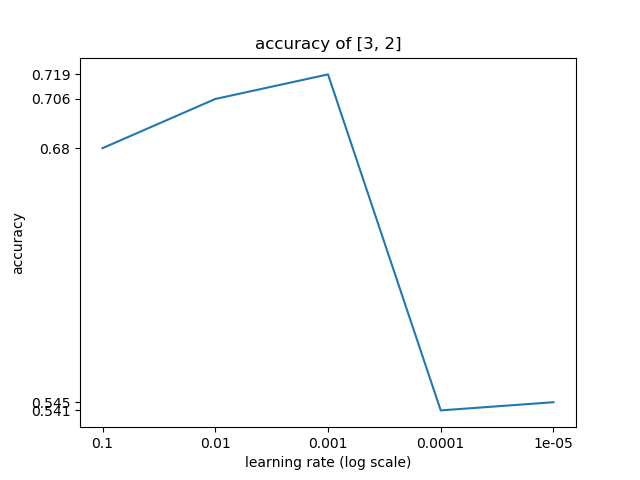 accuracy of [3, 2]
0.719
0.706
0.68
0.545
0.541
accuracy
0.1 0.01 0.001 0.0001 1e-05
learning rate (log scale)